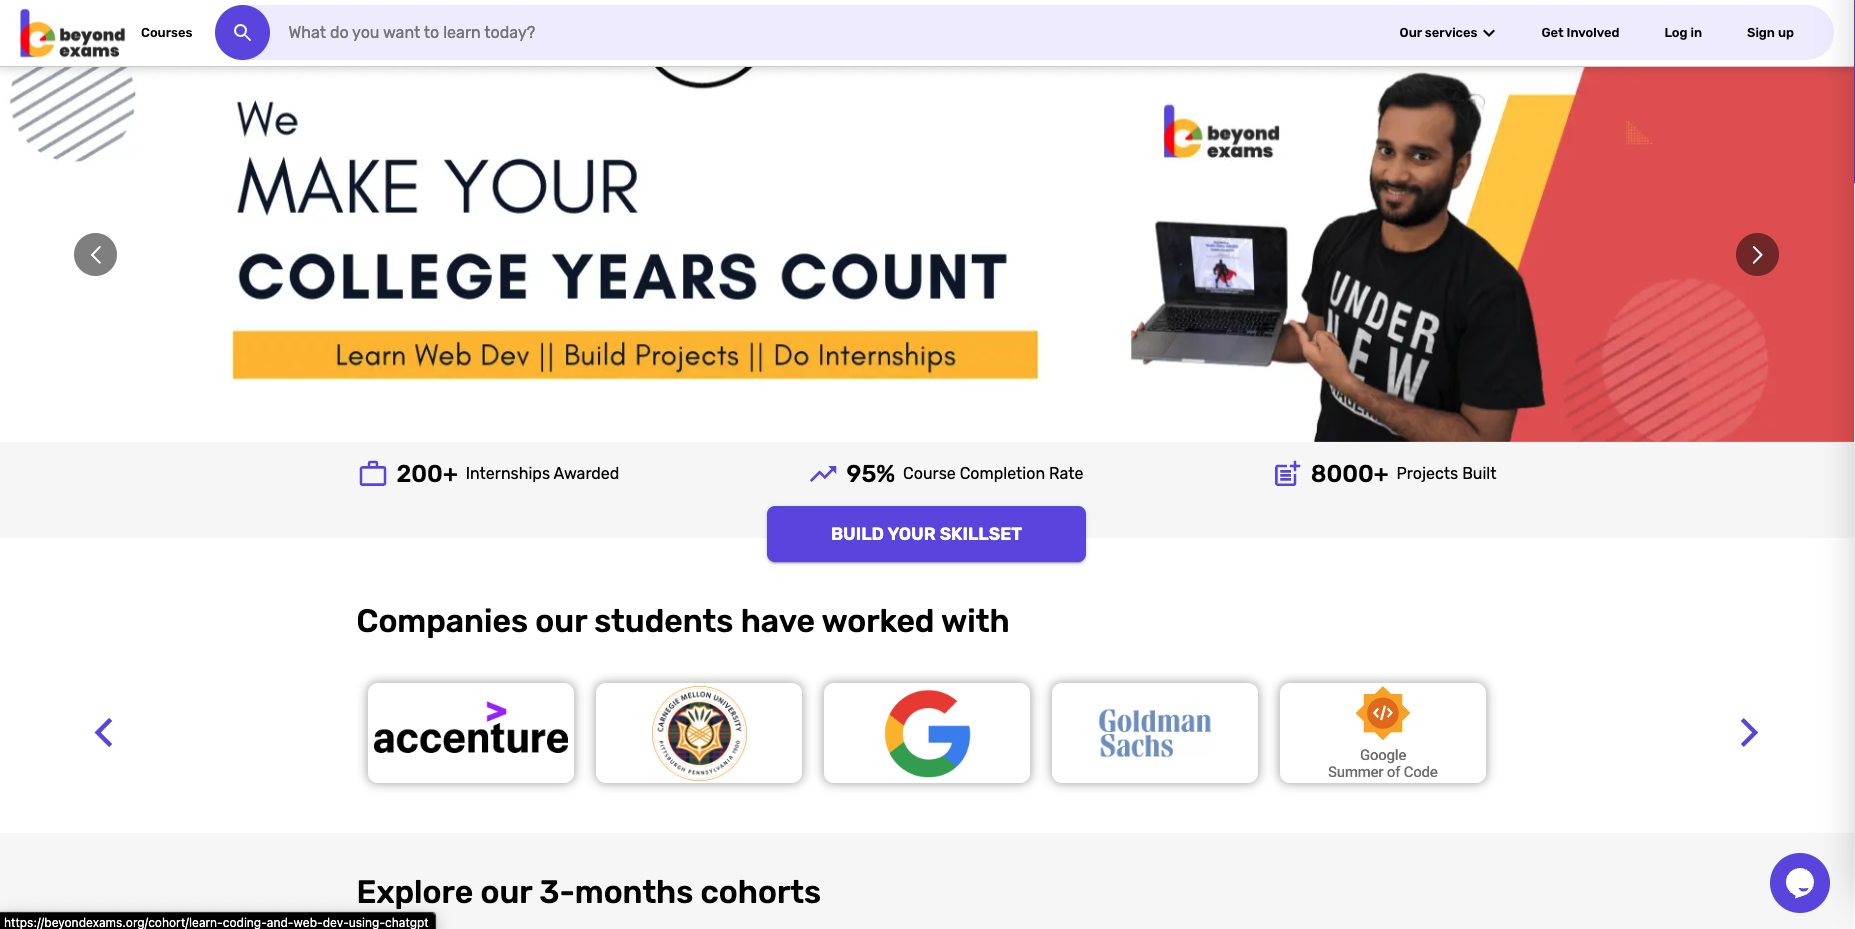 beyond
exams
Courses
What do you want to learn today?
Our services
Get Involved
Log in
Sign up
We
MAKE YOUR
COLLEGE YEARS COUNT
Learn Web Dev || Build Projects || Do Internships
beyond
exams
UNDER
200+ Internships Awarded
95% Course Completion Rate
8000+ Projects Built
BUILD YOUR SKILLSET
Companies our students have worked with
accenture
CARNEGIE MELLON UNIVERSITY
PITTSBURGH PENNSYLVANIA 1900
Goldman
Sachs
Google
Summer of Code
Explore our 3-months cohorts
https://beyondexams.org/cohort/learn-coding-and-web-dev-using-chatgpt